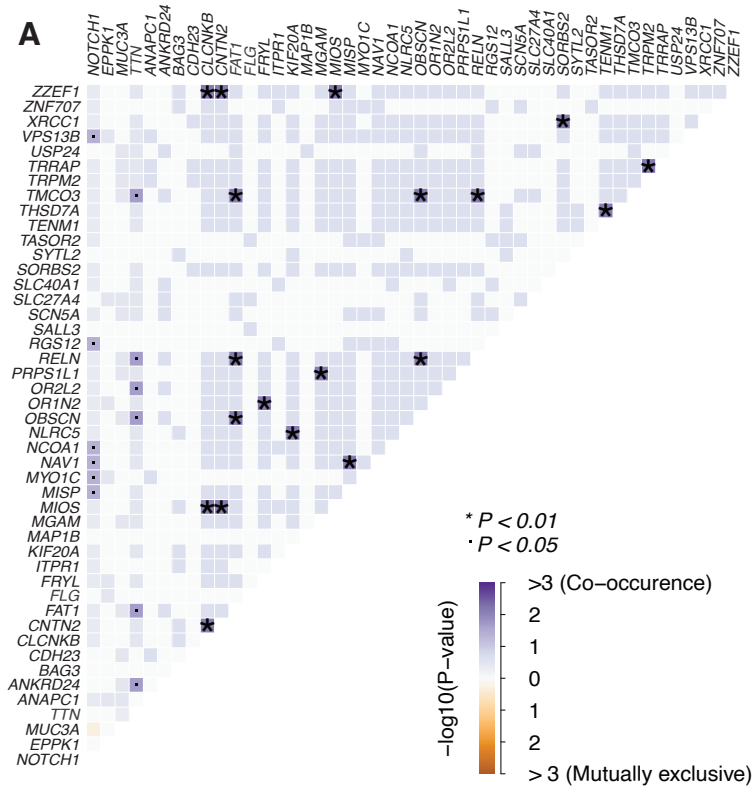 A
NOTCH1
EPPK1
MUC3A
TTN
ANAPC1
ANKRD24
BAG3
CDH23
CLCNKB
CNTN2
FAT1
FLG
FRYL
ITPR1
KIF20A
MAP1B
MGAM
MIOS
MISP
MYO1C
NAV1
NCOA1
NLRC5
OBSCN
OR1N2
OR2L2
PRPS1L1
RELN
RGS12
SALL3
SCN5A
SLC27A4
SLC40A1
SORBS2
SYTL2
TASOR2
TENM1
THSD7A
TMCO3
TRPM2
TRRAP
USP24
VPS13B
XRCC1
ZNF707
ZZEF1
ZZEF1
ZNF707
XRCC1
VPS13B
USP24
TRRAP
TRPM2
TMCO3
THSD7A
TENM1
TASOR2
SYTL2
SORBS2
SLC40A1
SLC27A4
SCN5A
SALL3
RGS12
RELN
PRPS1L1
OR2L2
OR1N2
OBSCN
NLRC5
NCOA1
NAV1
MYO1C
MISP
MIOS
MGAM
MAP1B
KIF20A
ITPR1
FRYL
FLG
FAT1
CNTN2
CLCNKB
CDH23
BAG3
ANKRD24
ANAPC1
TTN
MUC3A
EPPK1
NOTCH1
* P < 0.01
· P < 0.05
−log10(P−value)
>3 (Co-occurence)
2
1
0
1
2
> 3 (Mutually exclusive)